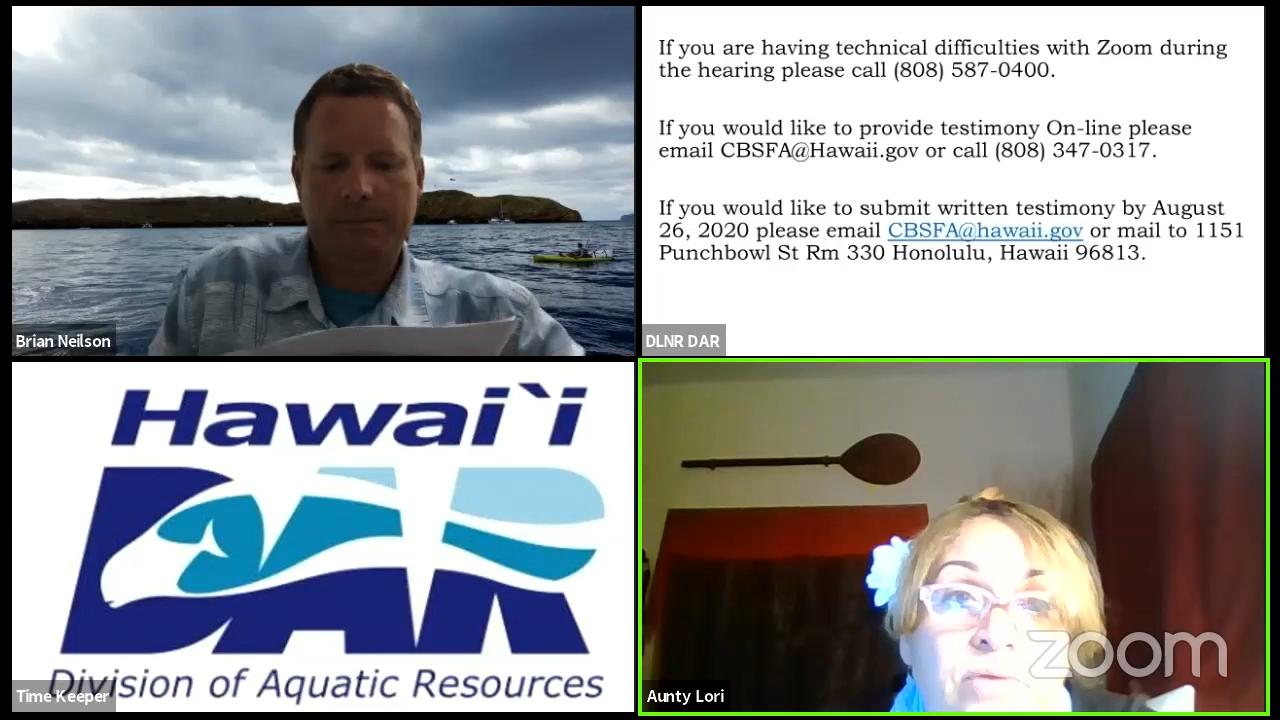 If you are having technical difficulties with Zoom during
the hearing please call (808) 587-0400.
If you would like to provide testimony On-line please
email CBSFA@Hawaii.gov or call (808) 347-0317.
If you would like to submit written testimony by August
26, 2020 please email CBSFA@hawaii.gov or mail to 1151
Punchbowl St Rm 330 Honolulu, Hawaii 96813.
Brian Neilson
DLNR DAR
Hawai`i
DAR
Division of Aquatic Resources
Time Keeper
Aunty Lori
zoom